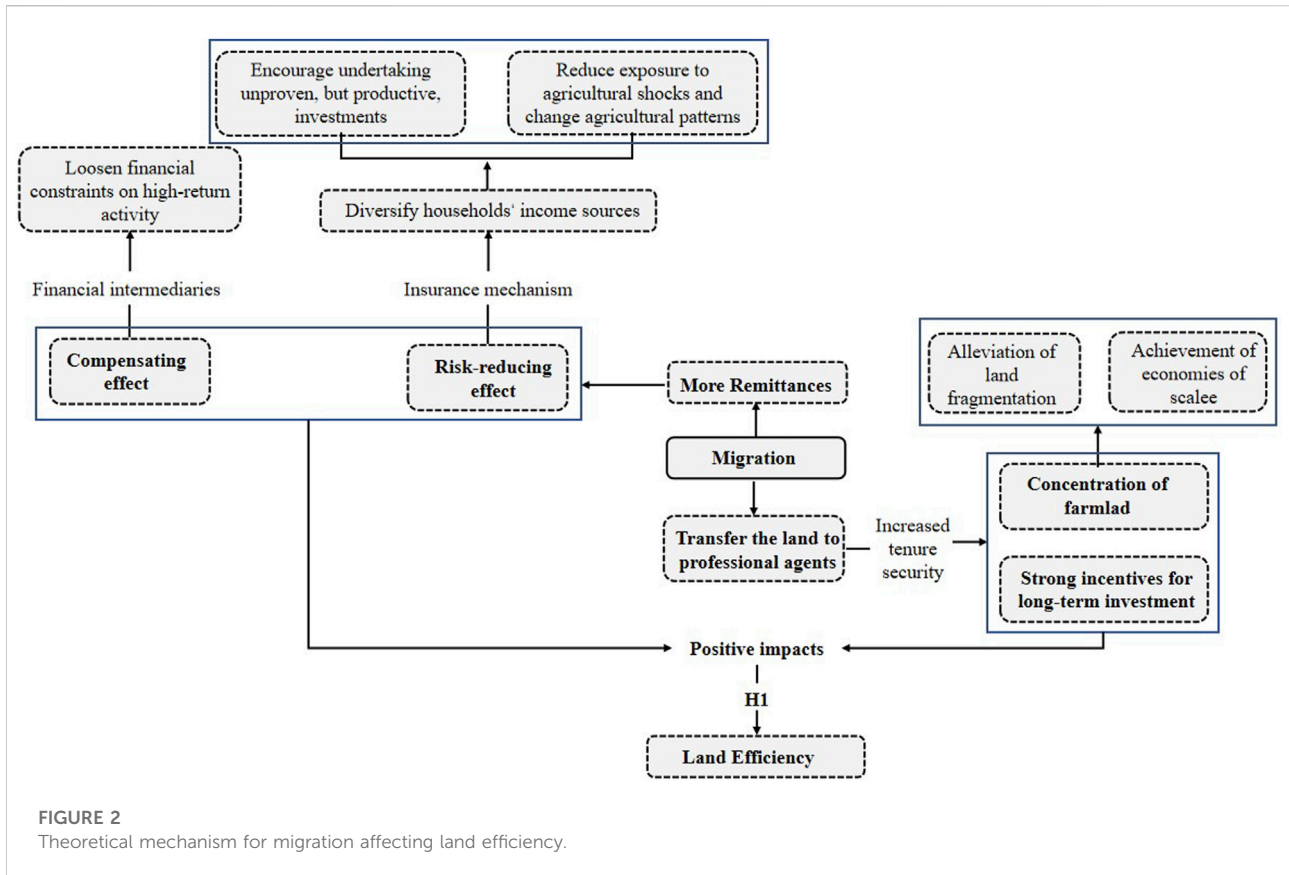 Encourage undertaking
unproven, but productive,
investments
Reduce exposure to
agricultural shocks and
change agricultural patterns
Loosen financial
constraints on high-return
activity
Diversify households‘ income sources
Financial intermediaries
Insurance mechanism
Compensating
effect
Risk-reducing
effect
More Remittances
Alleviation of
land
fragmentation
Achievement of
economies of
scalee
Migration
Concentration of
farmlad
Transfer the land to
professional agents
Increased
tenure
security
Strong incentives for
long-term investment
Positive impacts
H1
Land Efficiency
FIGURE 2
Theoretical mechanism for migration affecting land efficiency.